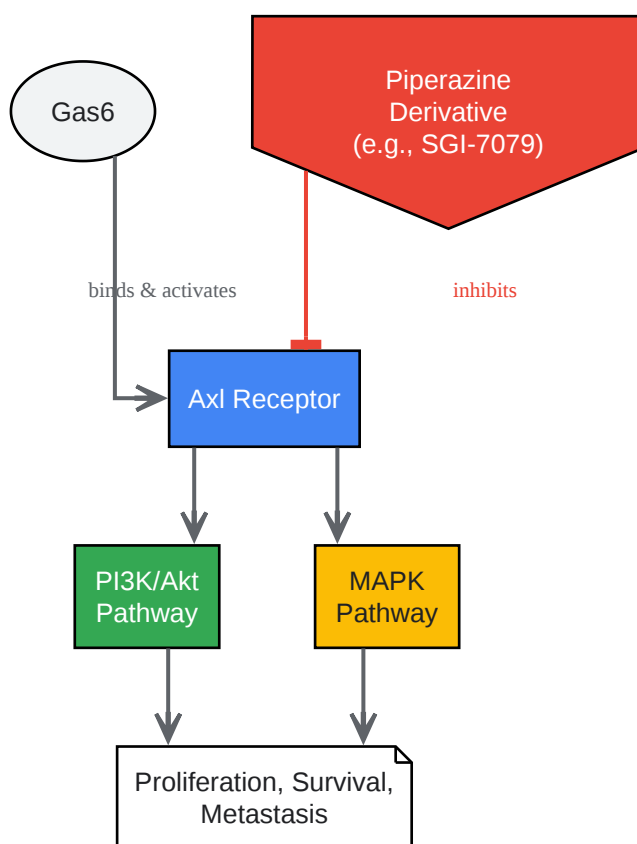 Gas6
Piperazine
Derivative
(e.g., SGI-7079)
binds & activates
inhibits
Axl Receptor
PI3K/Akt
Pathway
MAPK
Pathway
Proliferation, Survival,
Metastasis